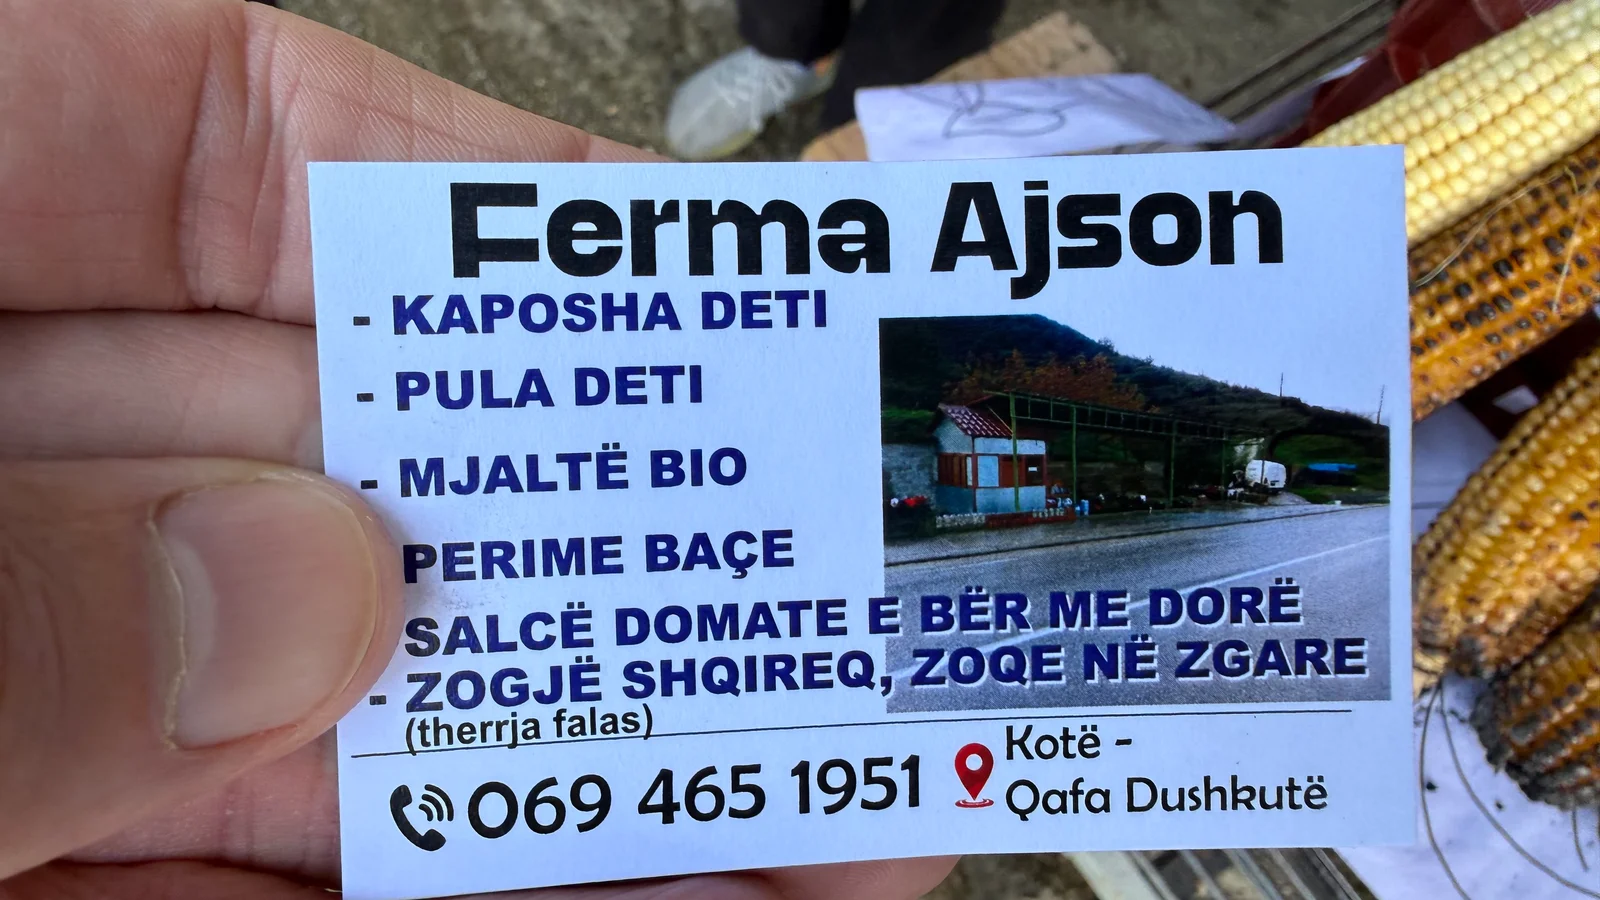 Ferma Ajson
- KAPOSHA DETI
- PULA DETI
- MJALTË BIO
PERIME BAÇE
SALCË DOMATE E BËR ME DORË
- ZOGJË SHQIREQ, ZOQE NË ZGARE
(therrja falas)
069 465 1951
Kotë -
Qafa Dushkutë